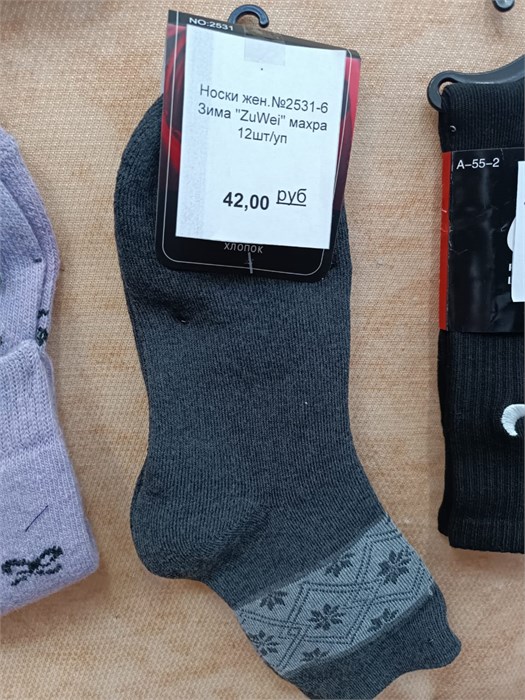 NO:2531
Носки жен.№2531-6
Зима "ZuWei" махра
12шт/уп
42,00 руб
ХЛОПОК
A-55-2